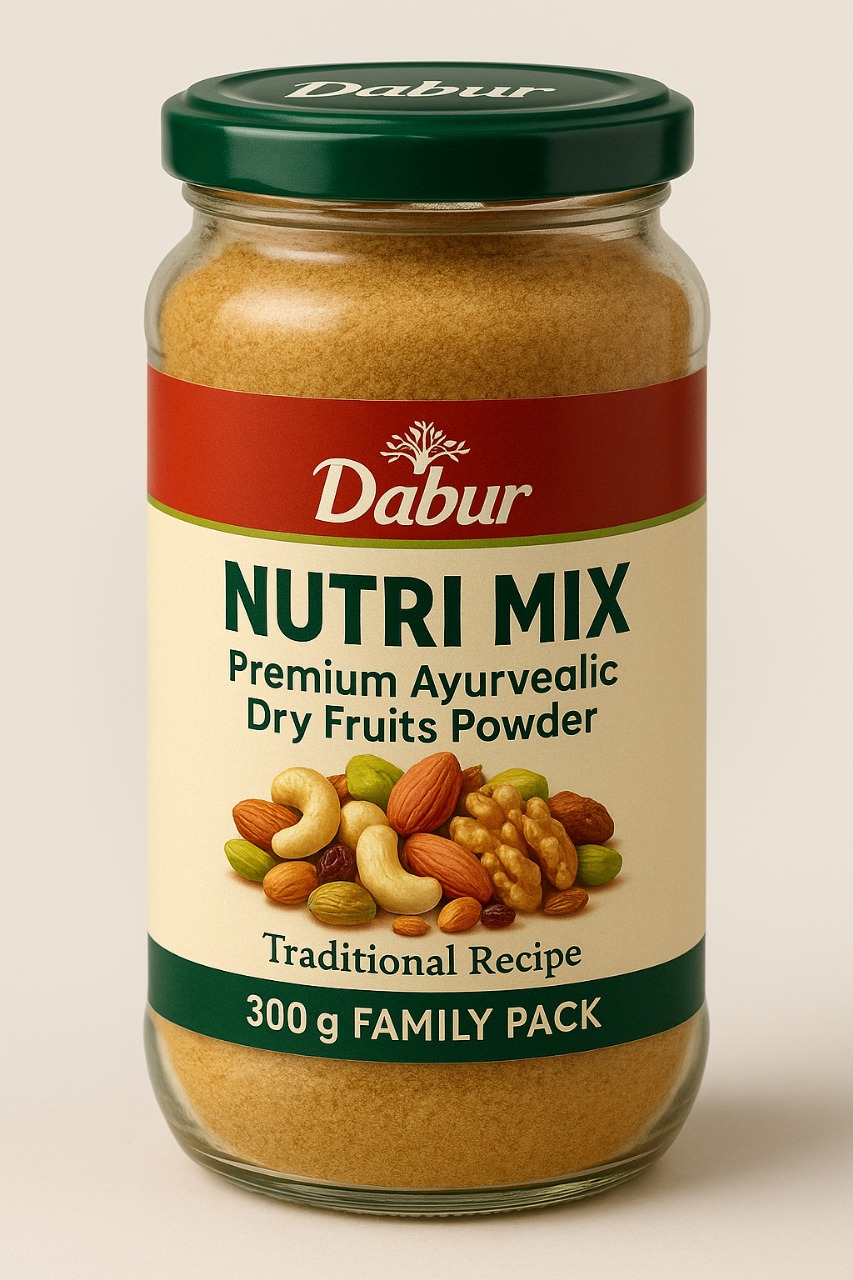 Dabur
Dabur
NUTRI MIX
Premium Ayurvealic
Dry Fruits Powder
Traditional Recipe
300 g FAMILY PACK